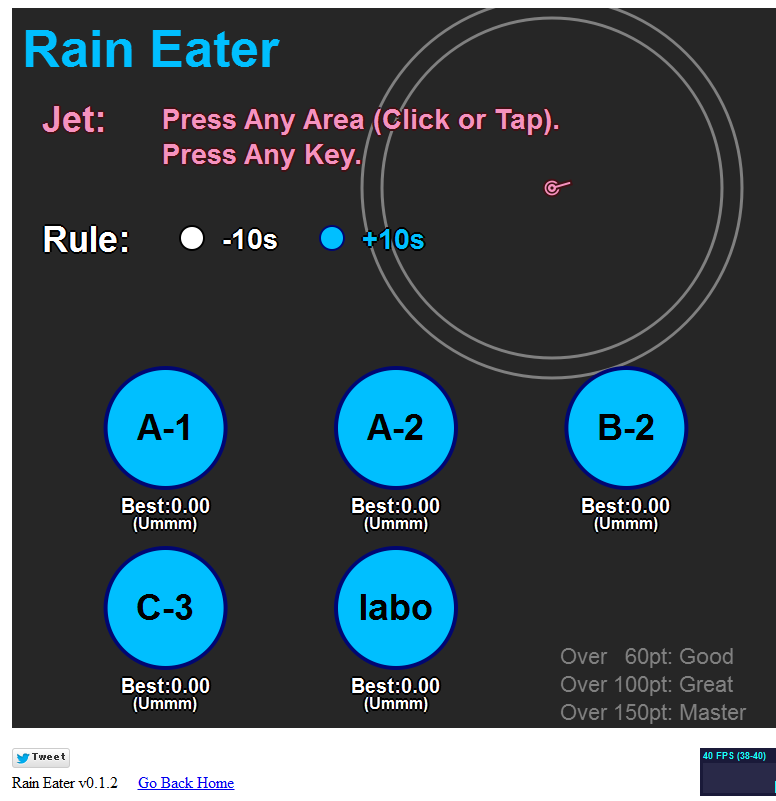 Rain Eater
Jet: Press Any Area (Click or Tap).
Press Any Key.
Rule: -10s +10s
A-1 A-2 B-2
Best:0.00 Best:0.00 Best:0.00
(Ummm) (Ummm) (Ummm)
C-3 labo
Best:0.00 Best:0.00
(Ummm) (Ummm)
Over 60pt: Good
Over 100pt: Great
Over 150pt: Master
Tweet
40 FPS (38-40)
Rain Eater v0.1.2 Go Back Home